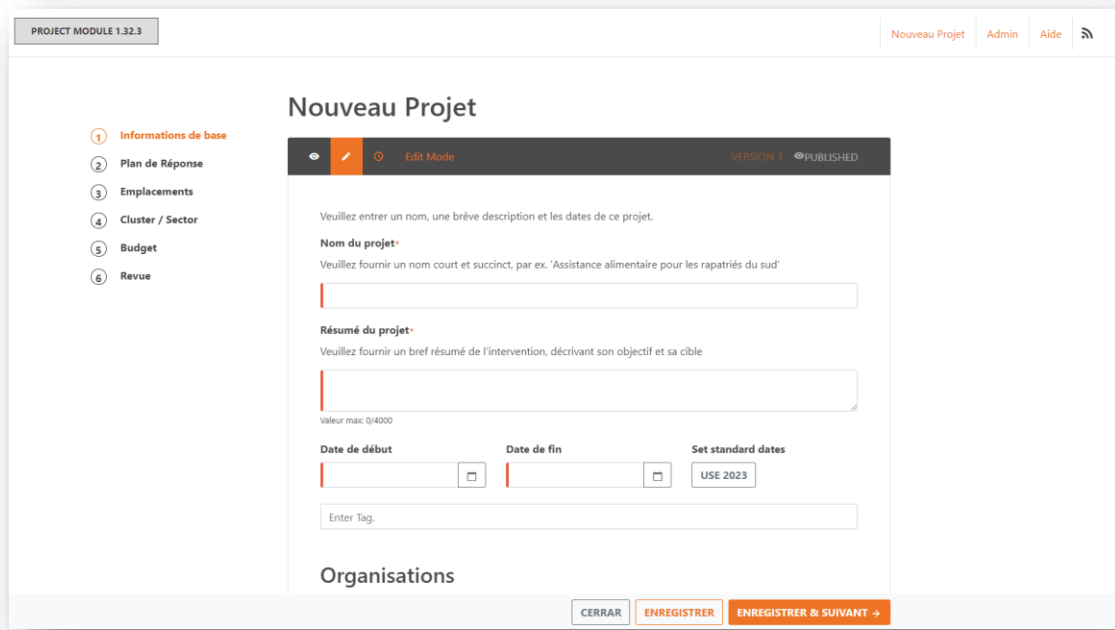 PROJECT MODULE 1.32.3
Nouveau Projet
Admin
Aide
Nouveau Projet
1 Informations de base
2 Plan de Réponse
3 Emplacements
4 Cluster / Sector
5 Budget
6 Revue
Edit Mode
VERSION 1
PUBLISHED
Veuillez entrer un nom, une brève description et les dates de ce projet.
Nom du projet*
Veuillez fournir un nom court et succinct, par ex. 'Assistance alimentaire pour les rapatriés du sud'
Résumé du projet*
Veuillez fournir un bref résumé de l'intervention, décrivant son objectif et sa cible
Valeur max: 0/4000
Date de début
Date de fin
Set standard dates
USE 2023
Enter Tag.
Organisations
CERRAR
ENREGISTRER
ENREGISTRER & SUIVANT →